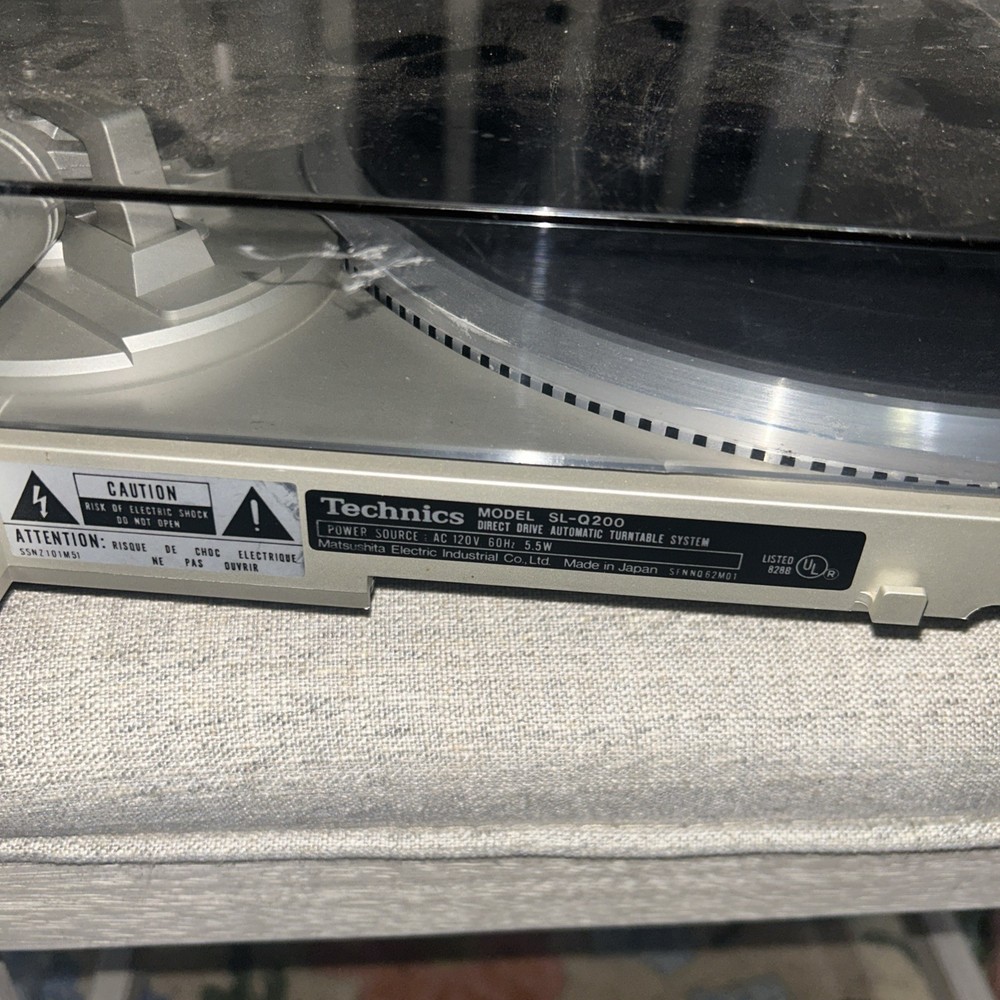 CAUTION
RISK OF ELECTRIC SHOCK
DO NOT OPEN
ATTENTION: RISQUE DE CHOC ELECTRIQUE
NE PAS OUVRIR
SSNZ101M51
Technics MODEL SL-Q200
DIRECT DRIVE AUTOMATIC TURNTABLE SYSTEM
POWER SOURCE : AC 120V 60Hz 5.5W
Matsushita Electric Industrial Co., Ltd. Made in Japan SFNNQ62M01
LISTED
828B
UL R